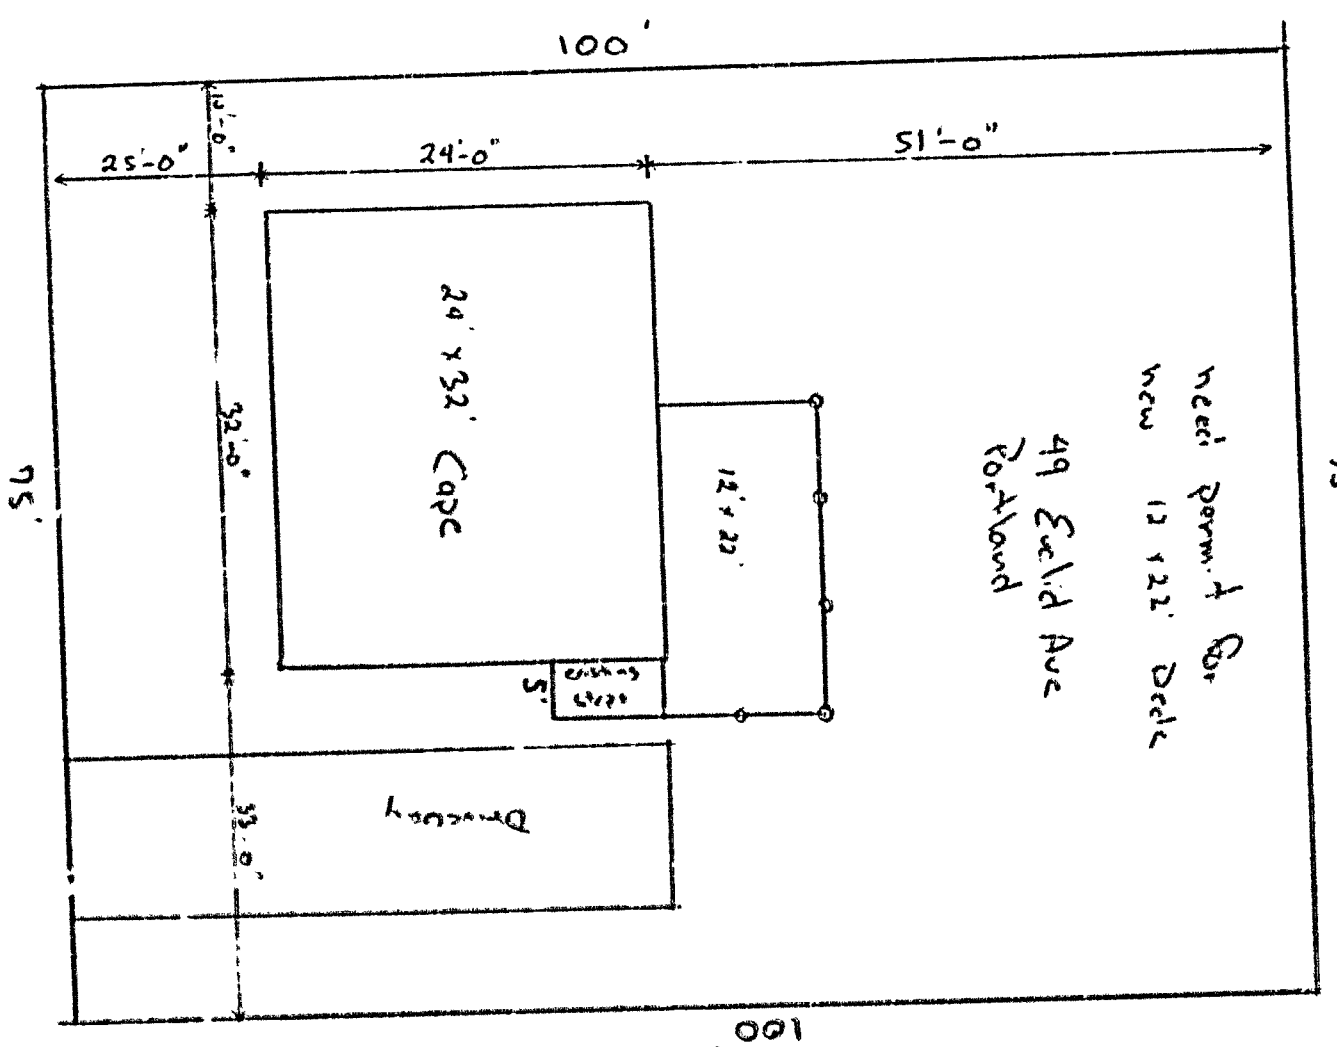 100'
25'-0"
24'-0"
51'-0"
32'-0"
33'-0"
75'
24' x 32' Cape
12' x 22'
existing
steps
5'
Driveway
need permit for
new 12 x 22' Deck
49 Euclid Ave
Portland
100'